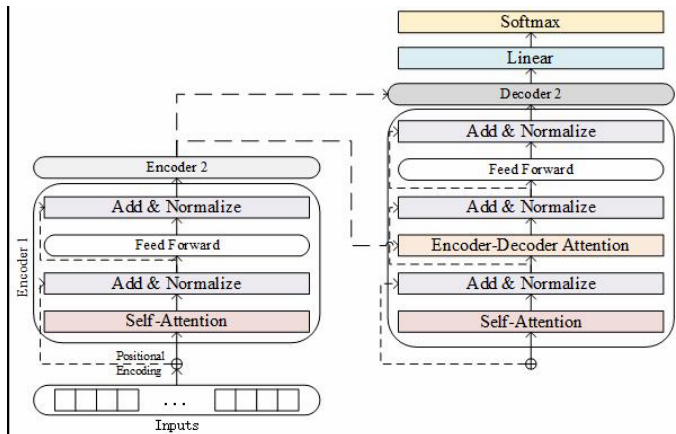 Softmax
Linear
Decoder 2
Add & Normalize
Feed Forward
Add & Normalize
Encoder-Decoder Attention
Add & Normalize
Self-Attention
Encoder 2
Encoder 1
Add & Normalize
Feed Forward
Add & Normalize
Self-Attention
Positional
Encoding
...
Inputs